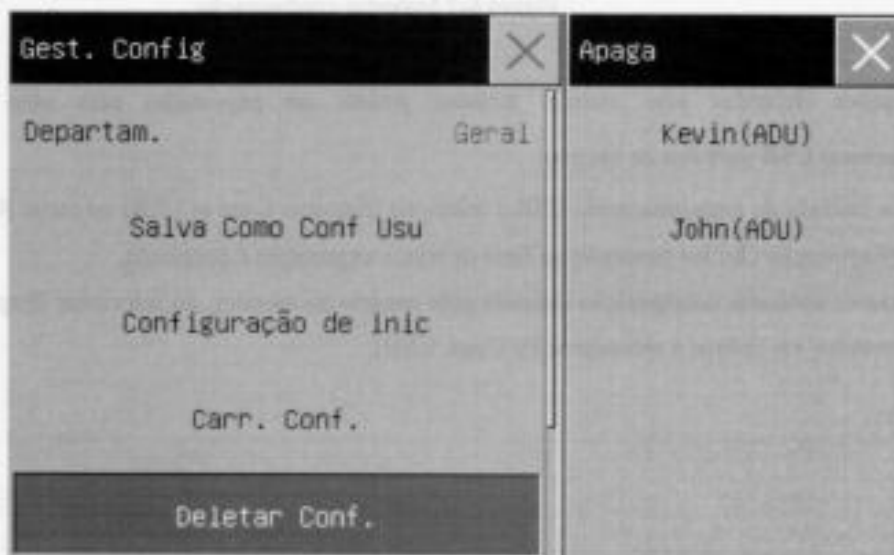 Gest. Config
Departam. Geral
Salva Como Conf Usu
Configuração de inic
Carr. Conf.
Deletar Conf.
Apaga
Kevin(ADU)
John(ADU)